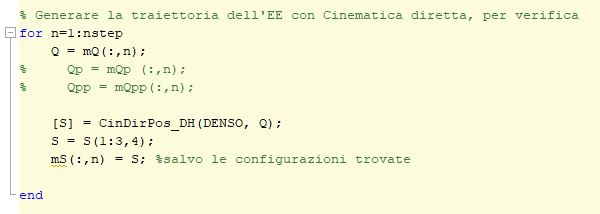 % Generare la traiettoria dell'EE con Cinematica diretta, per verifica
for n=1:nstep
Q = mQ(:,n);
% Qp = mQp (:,n);
% Qpp = mQpp(:,n);
[S] = CinDirPos_DH(DENSO, Q);
S = S(1:3,4);
mS(:,n) = S; %salvo le configurazioni trovate
end